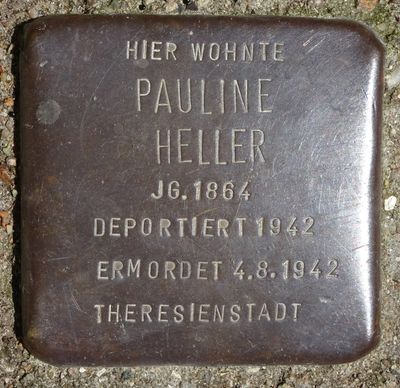 HIER WOHNTE
PAULINE
HELLER
JG. 1864
DEPORTIERT 1942
ERMORDET 4.8.1942
THERESIENSTADT